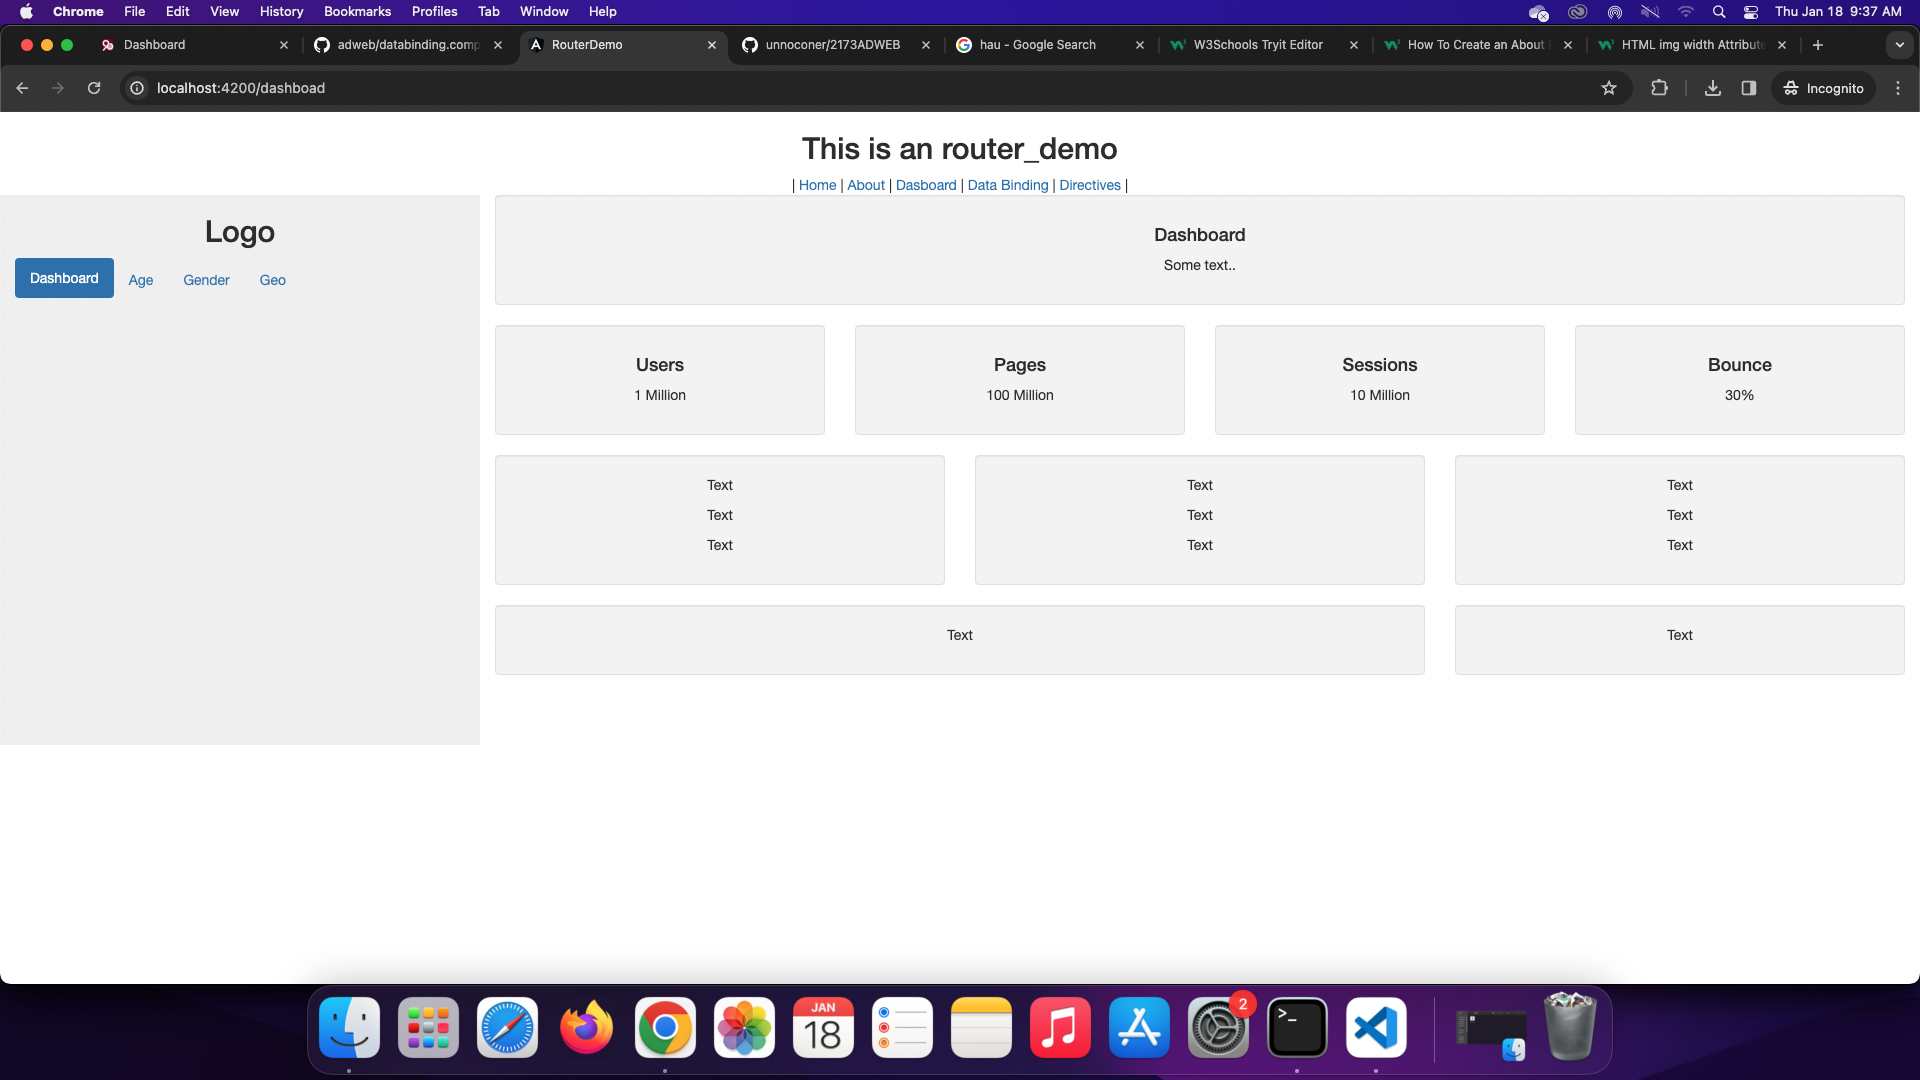 Chrome File Edit View History Bookmarks Profiles Tab Window Help Thu Jan 18 9:37 AM
Dashboard adweb/databinding.comp RouterDemo unnoconer/2173ADWEB hau - Google Search W3Schools Tryit Editor How To Create an About HTML img width Attribute
localhost:4200/dashboad Incognito
This is an router_demo
| Home | About | Dasboard | Data Binding | Directives |
Logo
Dashboard Age Gender Geo
Dashboard
Some text..
Users Pages Sessions Bounce
1 Million 100 Million 10 Million 30%
Text Text Text
Text Text Text
Text Text Text
Text Text
JAN 2
18